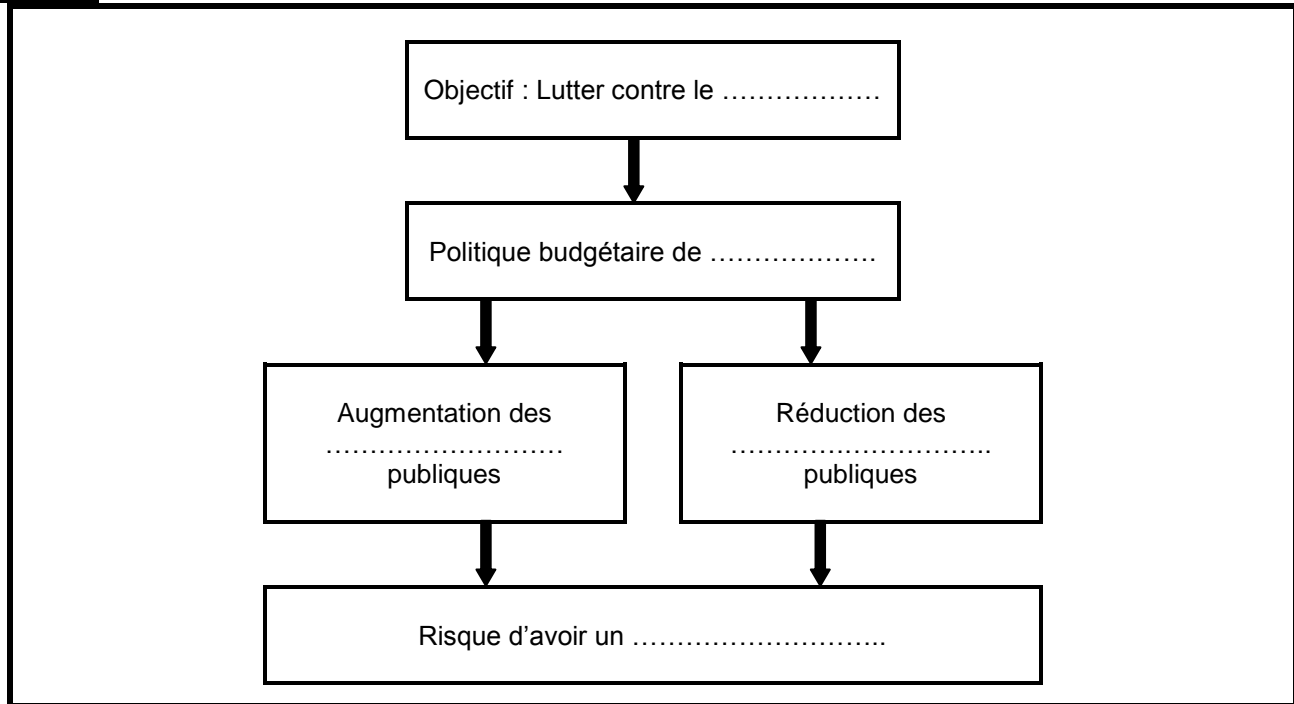 Objectif : Lutter contre le ………………
Politique budgétaire de ……………….
Augmentation des
………………………
publiques
Réduction des
………….……………..
publiques
Risque d’avoir un ………………………..